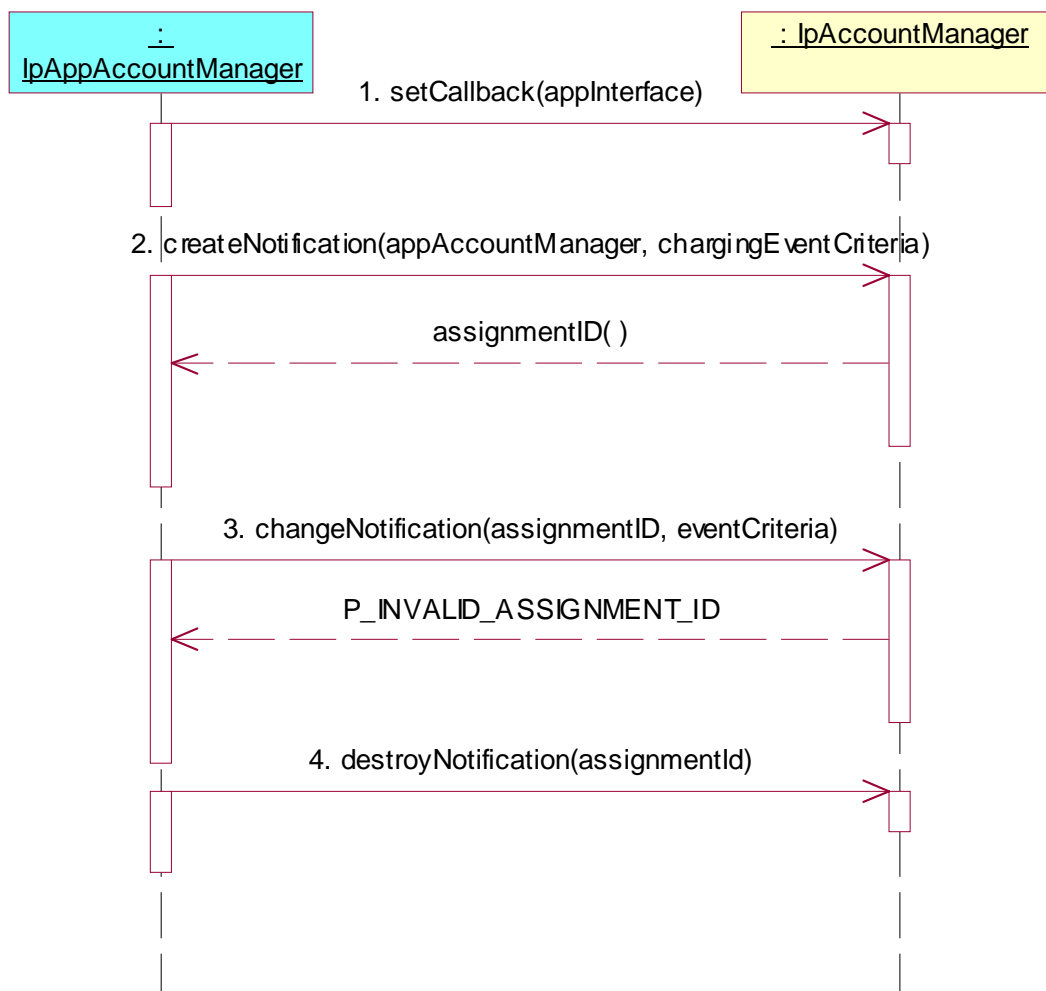 :
IpAppAccountManager
: IpAccountManager
1. setCallback(appInterface)
2. createNotification(appAccountManager, chargingEventCriteria)
assignmentID( )
3. changeNotification(assignmentID, eventCriteria)
P_INVALID_ASSIGNMENT_ID
4. destroyNotification(assignmentId)